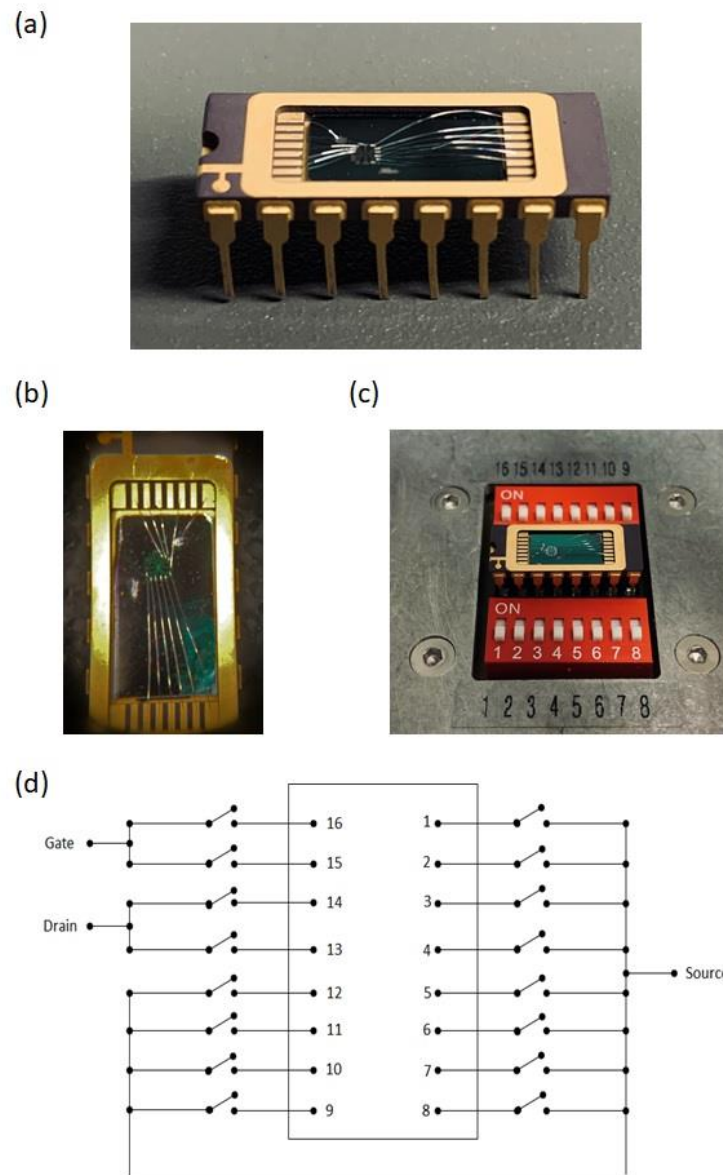 (a)
(b)
(c)
16 15 14 13 12 11 10 9
ON
ON
1 2 3 4 5 6 7 8
1 2 3 4 5 6 7 8
(d)
Gate
Drain
Source
16 1
15 2
14 3
13 4
12 5
11 6
10 7
9 8